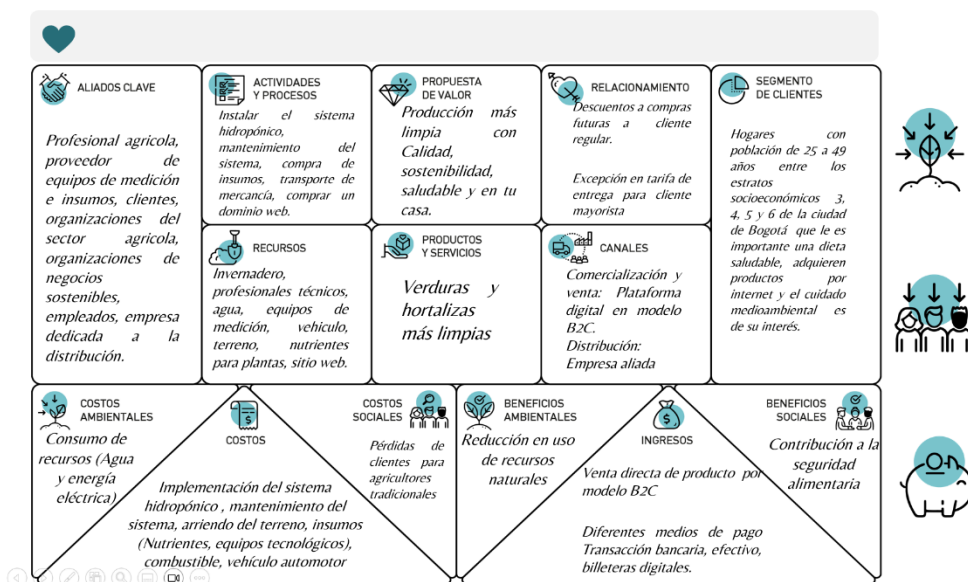 ALIADOS CLAVE
Profesional agricola,
proveedor de
equipos de medición
e insumos, clientes,
organizaciones del
sector agricola,
organizaciones de
negocios
sostenibles,
empleados, empresa
dedicada a la
distribución.
ACTIVIDADES
Y PROCESOS
Instalar el sistema
hidropónico,
mantenimiento del
sistema, compra de
insumos, transporte de
mercancía, comprar un
dominio web.
RECURSOS
Invernadero,
profesionales técnicos,
agua, equipos de
medición, vehiculo,
terreno, nutrientes
para plantas, sitio web.
PROPUESTA
DE VALOR
Producción más
limpia con
Calidad,
sostenibilidad,
saludable y en tu
casa.
PRODUCTOS
Y SERVICIOS
Verduras y
hortalizas
más limpias
RELACIONAMIENTO
Descuentos a compras
futuras a cliente
regular.
Excepción en tarifa de
entrega para cliente
mayorista
CANALES
Comercialización y
venta: Plataforma
digital en modelo
B2C.
Distribución:
Empresa aliada
SEGMENTO
DE CLIENTES
Hogares con
población de 25 a 49
años entre los
estratos
socioeconómicos 3,
4, 5 y 6 de la ciudad
de Bogotá que le es
importante una dieta
saludable, adquieren
productos por
internet y el cuidado
medioambiental es
de su interés.
COSTOS
AMBIENTALES
Consumo de
recursos (Agua
y energía
eléctrica)
COSTOS
Implementación del sistema
hidropónico , mantenimiento del
sistema, arriendo del terreno, insumos
(Nutrientes, equipos tecnológicos),
combustible, vehículo automotor
COSTOS
SOCIALES
Pérdidas de
clientes para
agricultores
tradicionales
BENEFICIOS
AMBIENTALES
Reducción en uso
de recursos
naturales
INGRESOS
Venta directa de producto por
modelo B2C
Diferentes medios de pago
Transacción bancaria, efectivo,
billeteras digitales.
BENEFICIOS
SOCIALES
Contribución a la
seguridad
alimentaria